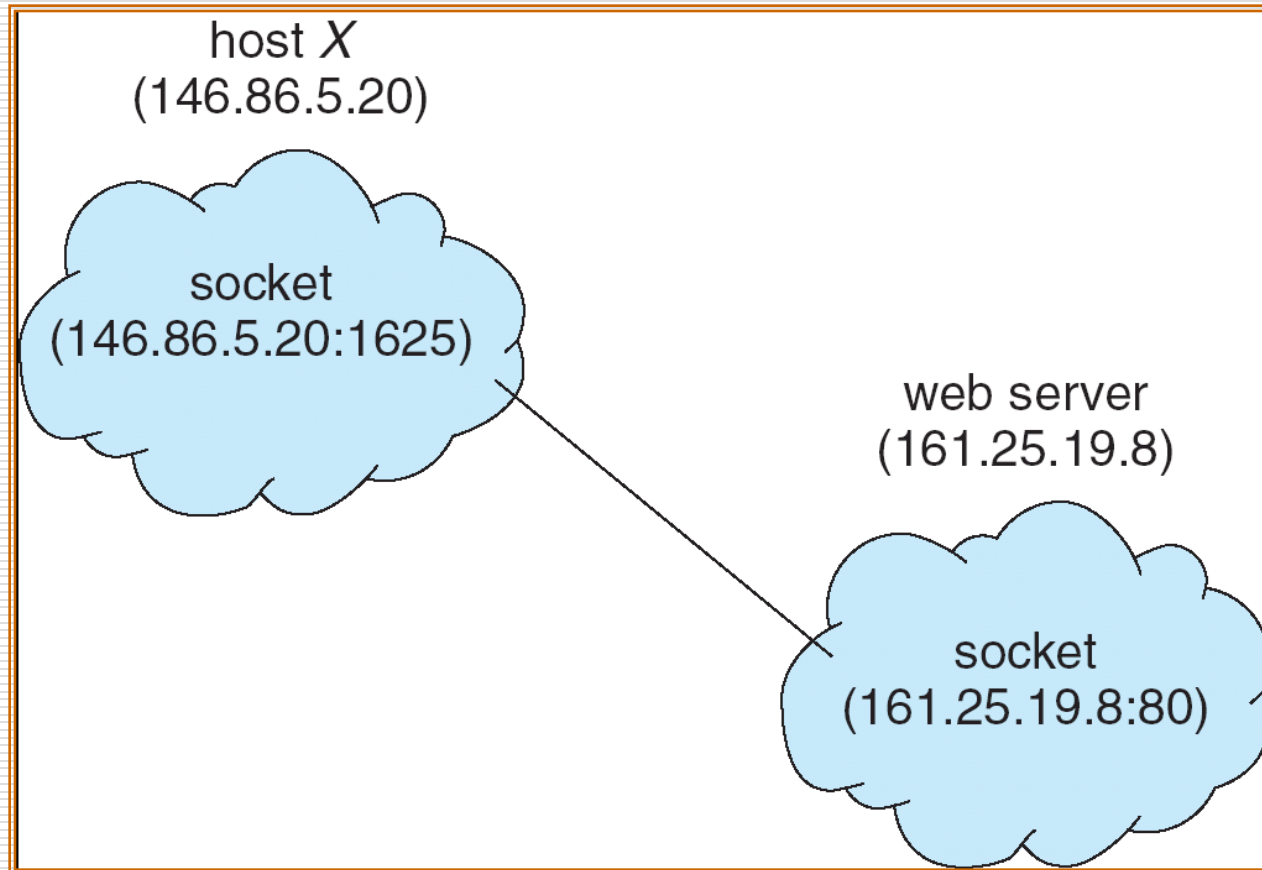 host X
(146.86.5.20)
socket
(146.86.5.20:1625)
web server
(161.25.19.8)
socket
(161.25.19.8:80)